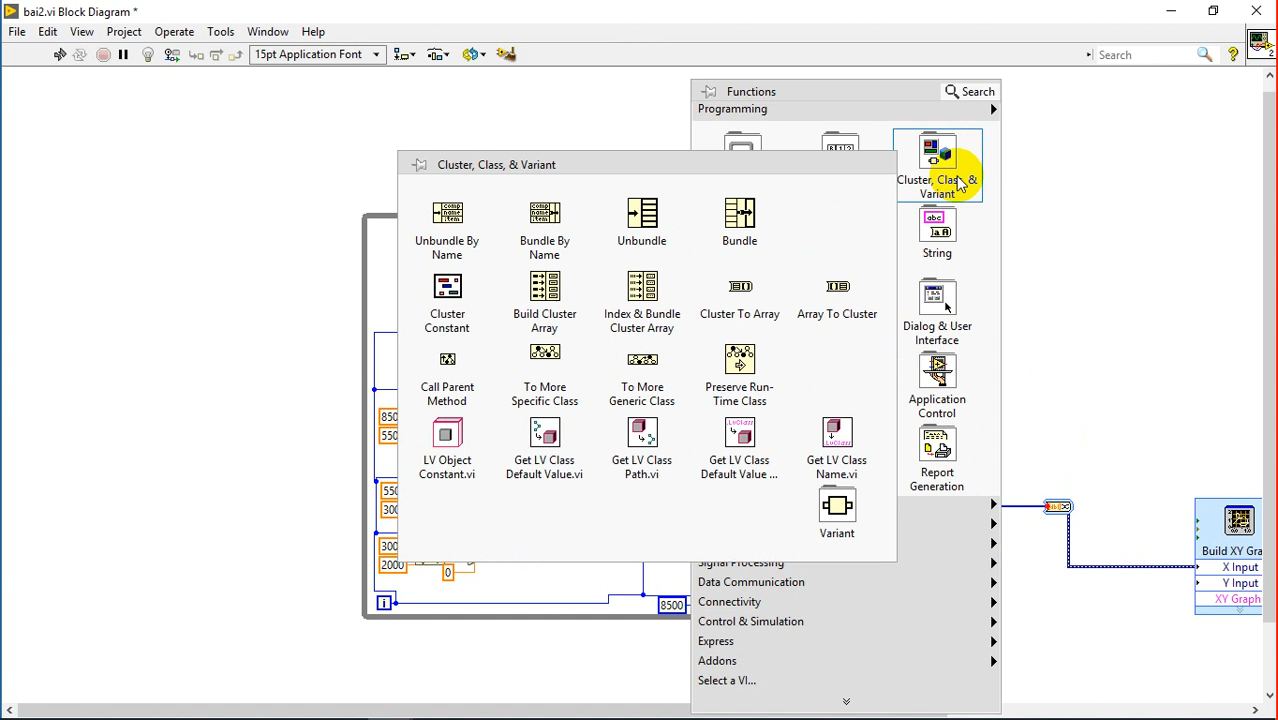 bai2.vi Block Diagram *
File Edit View Project Operate Tools Window Help
15pt Application Font
Search
2
Functions
Search
Programming
Cluster, Class, & Variant
Unbundle By Name
Bundle By Name
Unbundle
Bundle
Cluster Constant
Build Cluster Array
Index & Bundle Cluster Array
Cluster To Array
Array To Cluster
Call Parent Method
To More Specific Class
To More Generic Class
Preserve Run-Time Class
LV Object Constant.vi
Get LV Class Default Value.vi
Get LV Class Path.vi
Get LV Class Default Value ...
Get LV Class Name.vi
Variant
Cluster, Class, & Variant
String
Dialog & User Interface
Application Control
Report Generation
Signal Processing
Data Communication
Connectivity
Control & Simulation
Express
Addons
Select a VI...
850
550
550
300
300
2000
0
i
8500
Build XY Gra
X Input
Y Input
XY Graph